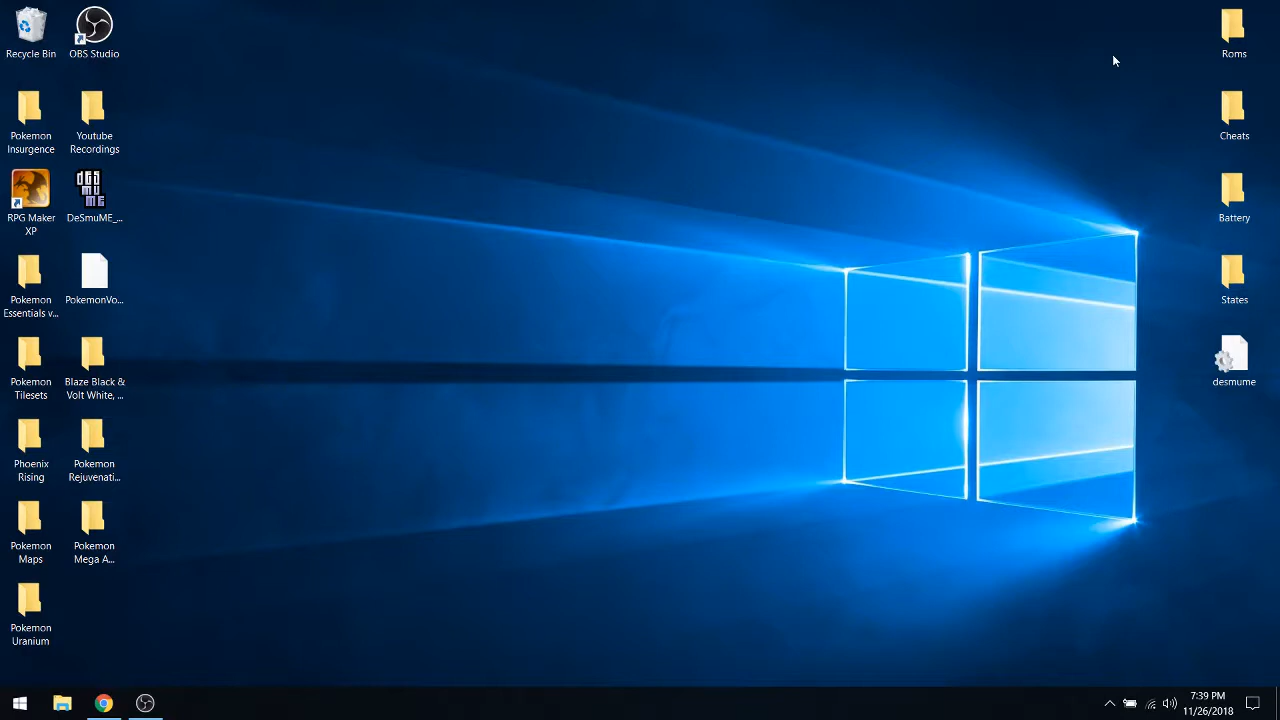 Recycle Bin
OBS Studio
Pokemon
Insurgence
Youtube
Recordings
RPG Maker
XP
DeSmuME_...
Pokemon
Essentials v...
PokemonVo...
Pokemon
Tilesets
Blaze Black &
Volt White, ...
Phoenix
Rising
Pokemon
Rejuvenati...
Pokemon
Maps
Pokemon
Mega A...
Pokemon
Uranium
Roms
Cheats
Battery
States
desmume
7:39 PM
11/26/2018